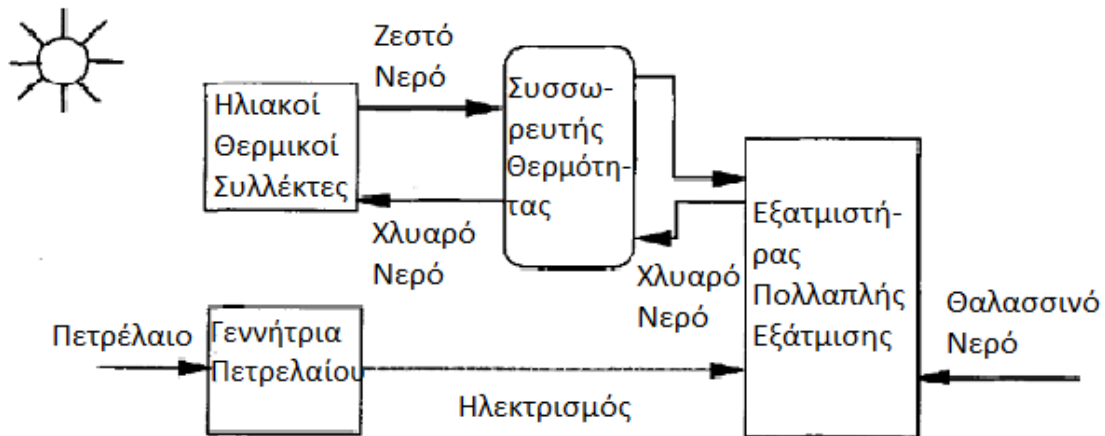 Ζεστό
Νερό
Ηλιακοί
Θερμικοί
Συλλέκτες
Συσσω-
ρευτής
Θερμότη-
τας
Χλυαρό
Νερό
Χλυαρό
Νερό
Εξατμιστή-
ρας
Πολλαπλής
Εξάτμισης
Θαλασσινό
Νερό
Πετρέλαιο
Γεννήτρια
Πετρελαίου
Ηλεκτρισμός